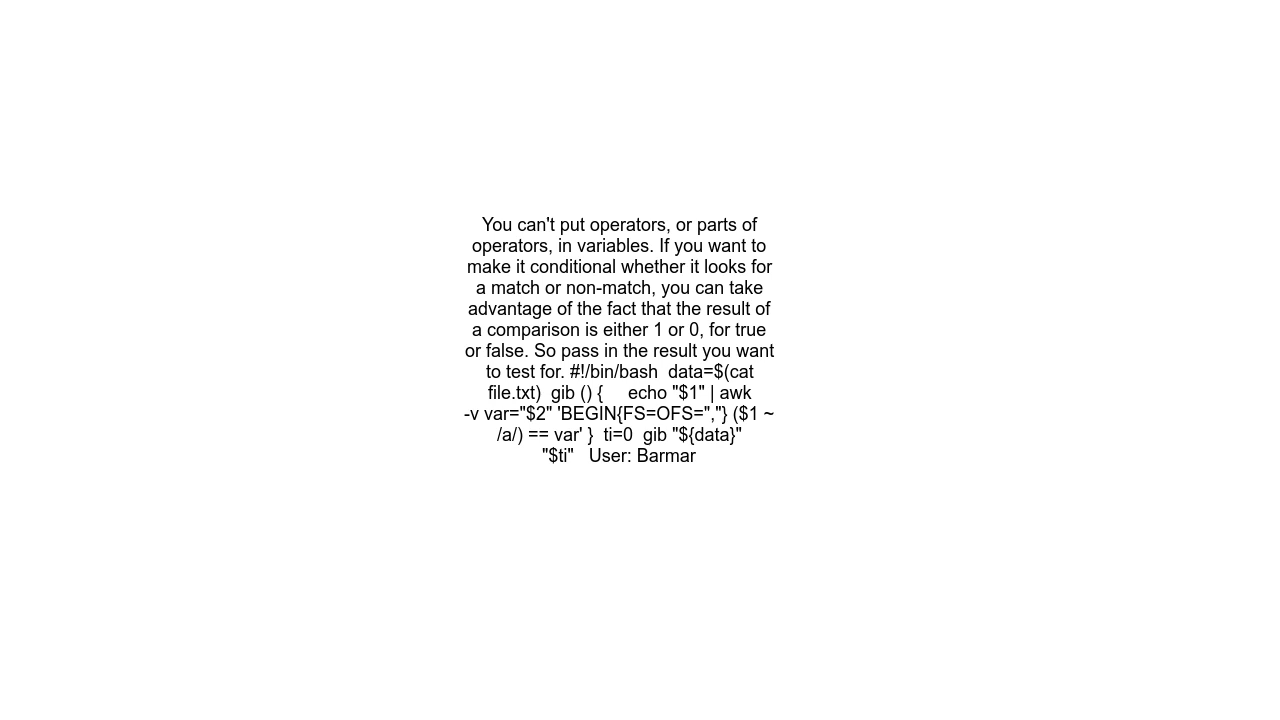 You can't put operators, or parts of
operators, in variables. If you want to
make it conditional whether it looks for
a match or non-match, you can take
advantage of the fact that the result of
a comparison is either 1 or 0, for true
or false. So pass in the result you want
to test for. #!/bin/bash  data=$(cat
file.txt)  gib () {     echo "$1" | awk
-v var="$2" 'BEGIN{FS=OFS=","} ($1 ~
/a/) == var' }  ti=0  gib "${data}"
"$ti"   User: Barmar